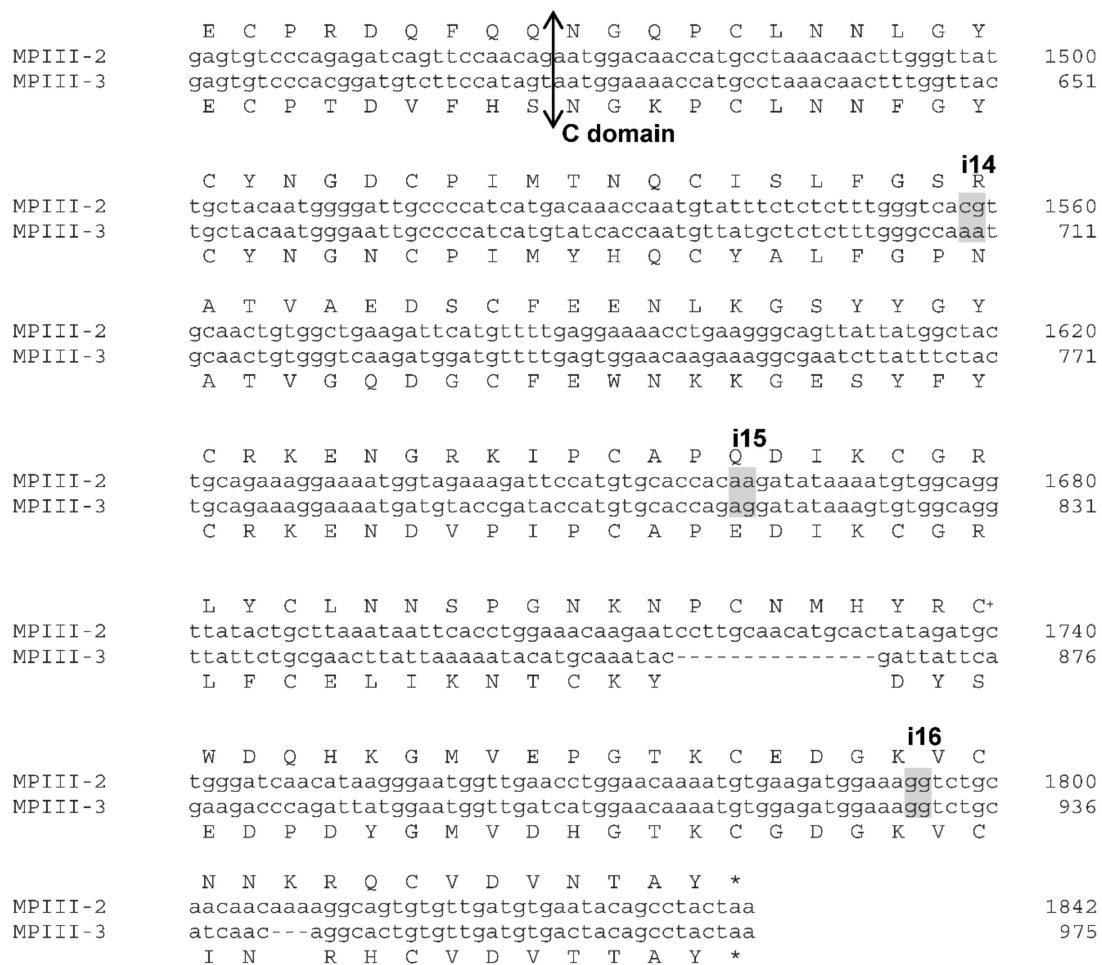 E C P R D Q F Q Q N G Q P C L N N L G Y
MPIII-2 gagtgtcccagagatcagttccaacagaatggacaaccatgcctaaacaacttgggttat 1500
MPIII-3 gagtgtcccacggatgtcttccatagtaatggaaaaccatgcctaaacaactttggttac 651
E C P T D V F H S N G K P C L N N F G Y
C domain
i14
C Y N G D C P I M T N Q C I S L F G S R
MPIII-2 tgctacaatggggattgccccatcatgacaaaccaatgtatttctctctttgggtcacgt 1560
MPIII-3 tgctacaatgggaattgccccatcatgtatcaccaatgttatgctctctttgggccaaat 711
C Y N G N C P I M Y H Q C Y A L F G P N
A T V A E D S C F E E N L K G S Y Y G Y
MPIII-2 gcaactgtggctgaagattcatgttttgaggaaaacctgaagggcagttattatggctac 1620
MPIII-3 gcaactgtgggtcaagatggatgttttgagtggaacaagaaaggcgaatcttatttctac 771
A T V G Q D G C F E W N K K G E S Y F Y
i15
C R K E N G R K I P C A P Q D I K C G R
MPIII-2 tgcagaaaggaaaatggtagaaagattccatgtgcaccacaagatataaaatgtggcagg 1680
MPIII-3 tgcagaaaggaaaatgatgtaccgataccatgtgcaccagaggatataaagtgtggcagg 831
C R K E N D V P I P C A P E D I K C G R
L Y C L N N S P G N K N P C N M H Y R C+
MPIII-2 ttatactgcttaaataattcacctggaaacaagaatccttgcaacatgcactatagatgc 1740
MPIII-3 ttattctgcgaacttattaaaaatacatgcaaatac---------------gattattca 876
L F C E L I K N T C K Y D Y S
i16
W D Q H K G M V E P G T K C E D G K V C
MPIII-2 tgggatcaacataagggaatggttgaacctggaacaaaatgtgaagatggaaaggtctgc 1800
MPIII-3 gaagacccagattatggaatggttgatcatggaacaaaatgtggagatggaaaggtctgc 936
E D P D Y G M V D H G T K C G D G K V C
N N K R Q C V D V N T A Y *
MPIII-2 aacaacaaaaggcagtgtgttgatgtgaatacagcctactaa 1842
MPIII-3 atcaac---aggcactgtgttgatgtgactacagcctactaa 975
I N R H C V D V T T A Y *